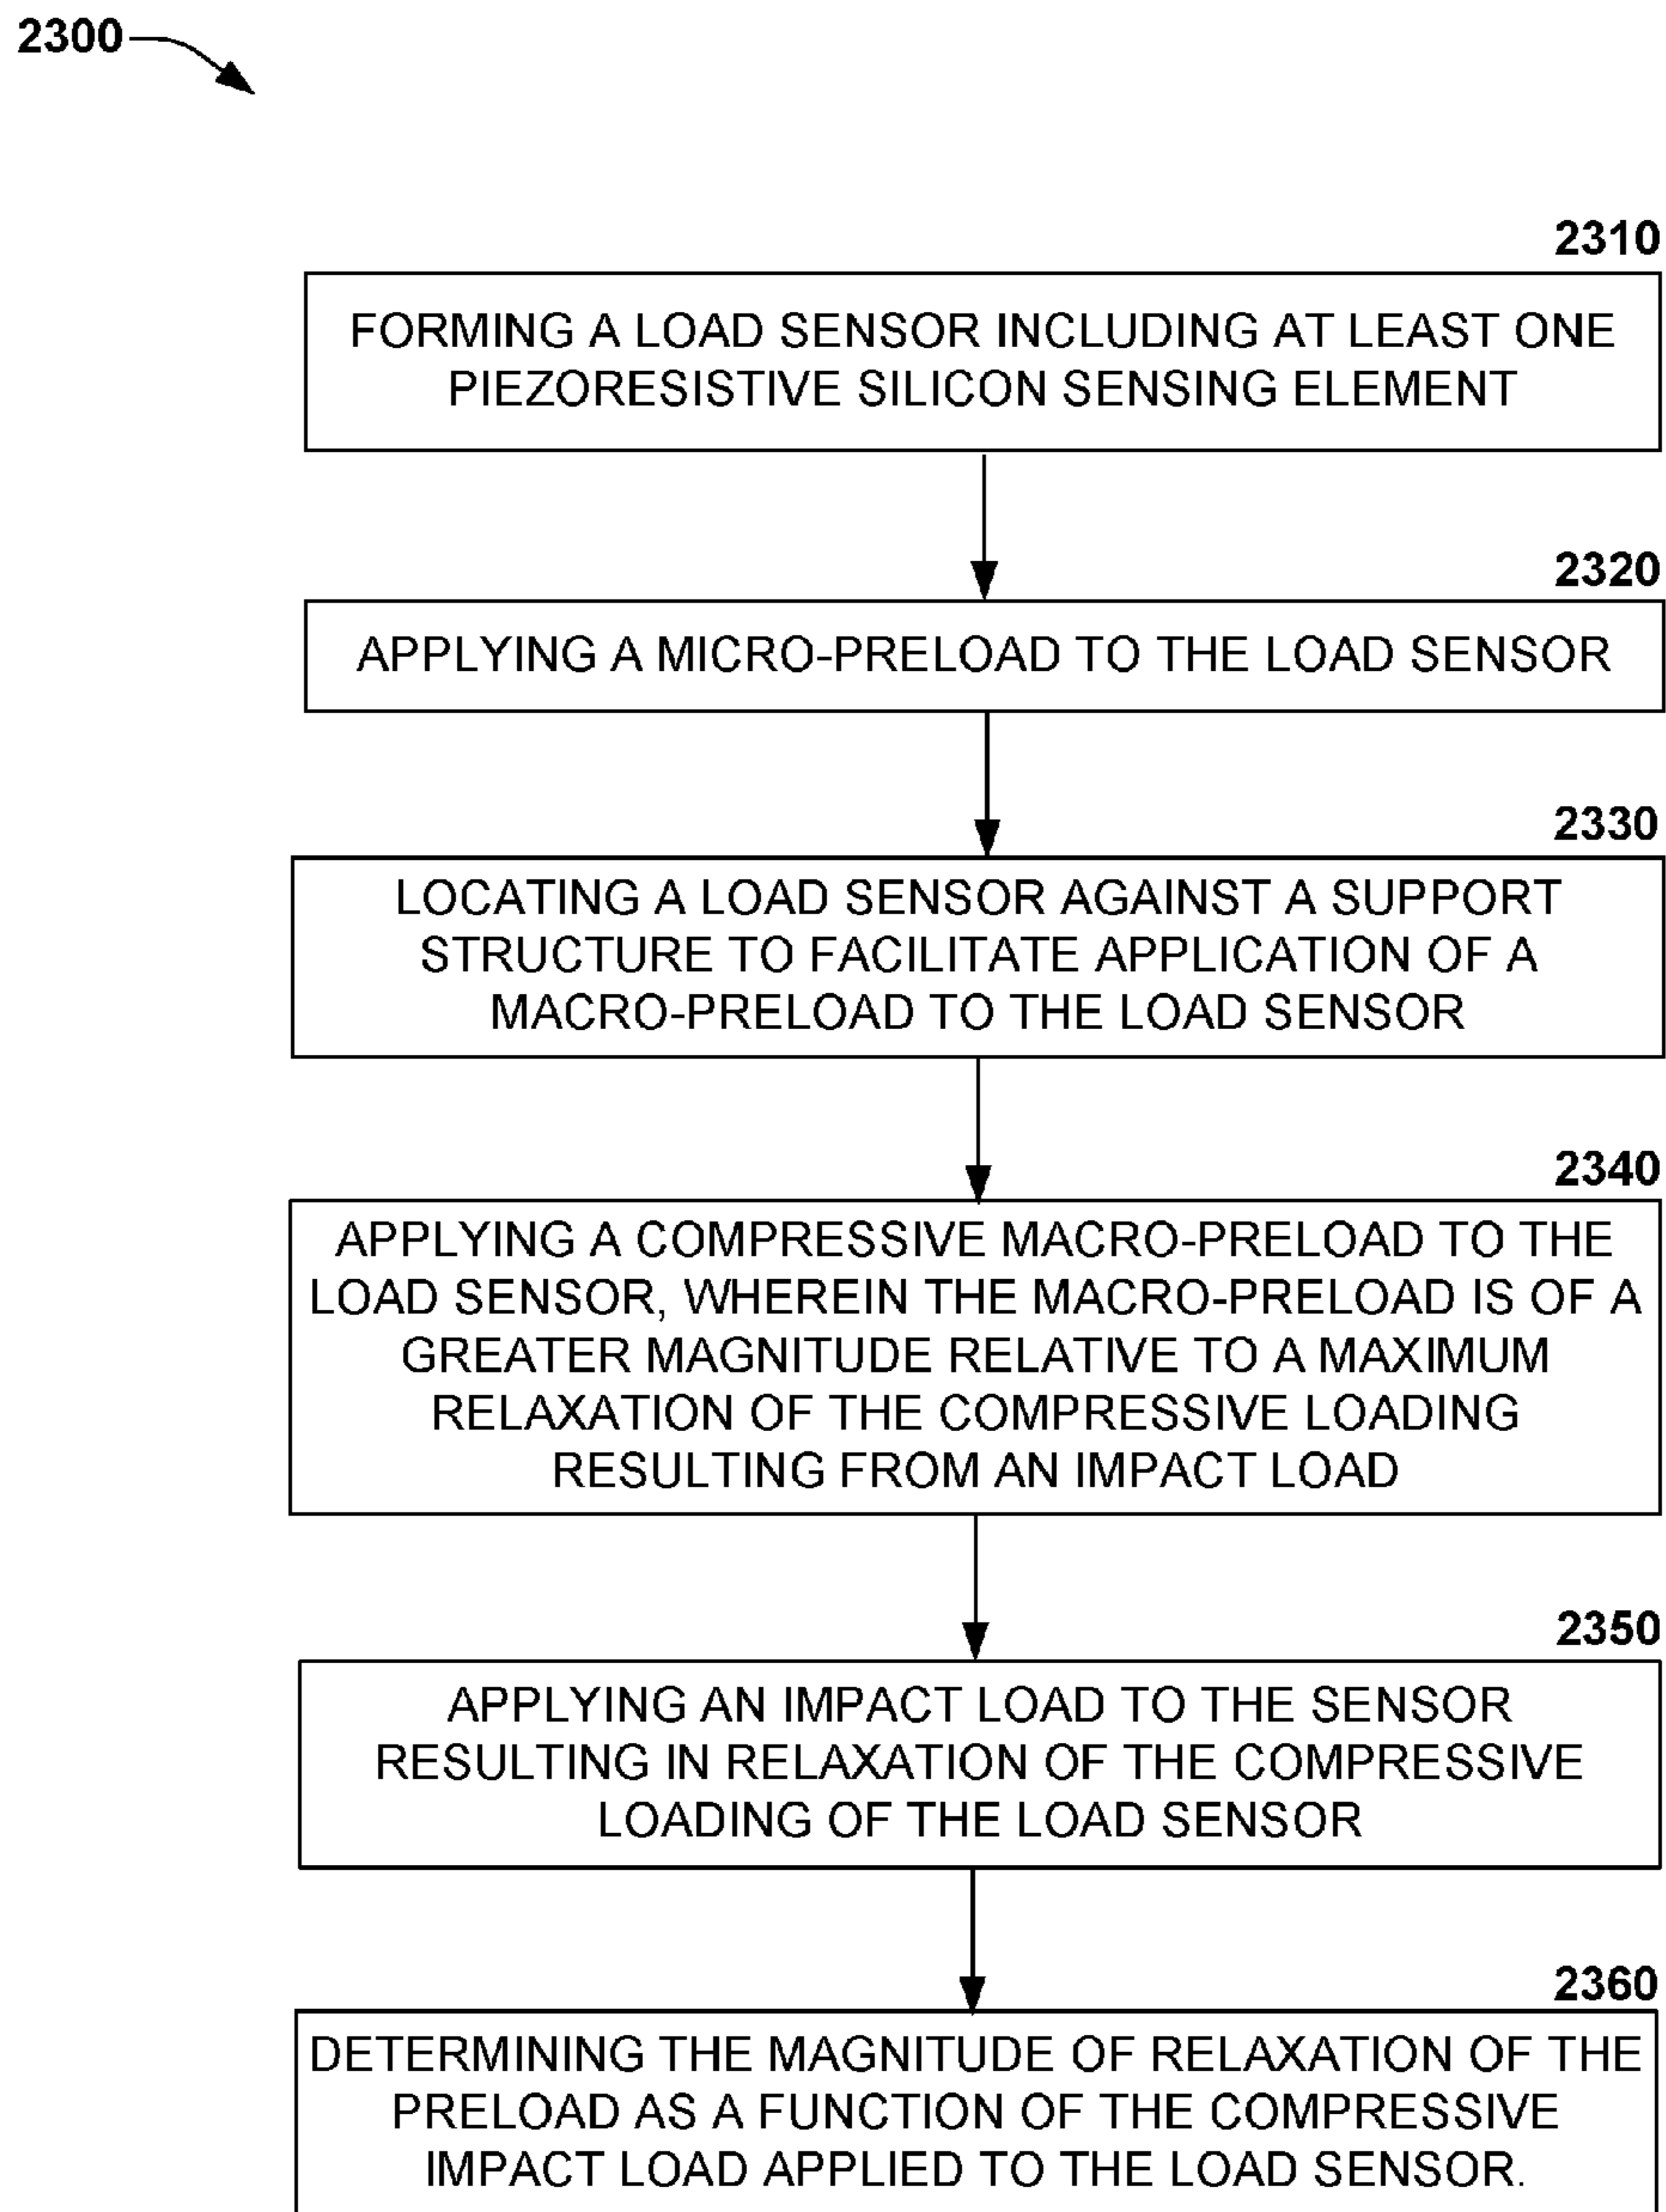 2300
2310
FORMING A LOAD SENSOR INCLUDING AT LEAST ONE
PIEZORESISTIVE SILICON SENSING ELEMENT
2320
APPLYING A MICRO-PRELOAD TO THE LOAD SENSOR
2330
LOCATING A LOAD SENSOR AGAINST A SUPPORT
STRUCTURE TO FACILITATE APPLICATION OF A
MACRO-PRELOAD TO THE LOAD SENSOR
2340
APPLYING A COMPRESSIVE MACRO-PRELOAD TO THE
LOAD SENSOR, WHEREIN THE MACRO-PRELOAD IS OF A
GREATER MAGNITUDE RELATIVE TO A MAXIMUM
RELAXATION OF THE COMPRESSIVE LOADING
RESULTING FROM AN IMPACT LOAD
2350
APPLYING AN IMPACT LOAD TO THE SENSOR
RESULTING IN RELAXATION OF THE COMPRESSIVE
LOADING OF THE LOAD SENSOR
2360
DETERMINING THE MAGNITUDE OF RELAXATION OF THE
PRELOAD AS A FUNCTION OF THE COMPRESSIVE
IMPACT LOAD APPLIED TO THE LOAD SENSOR.